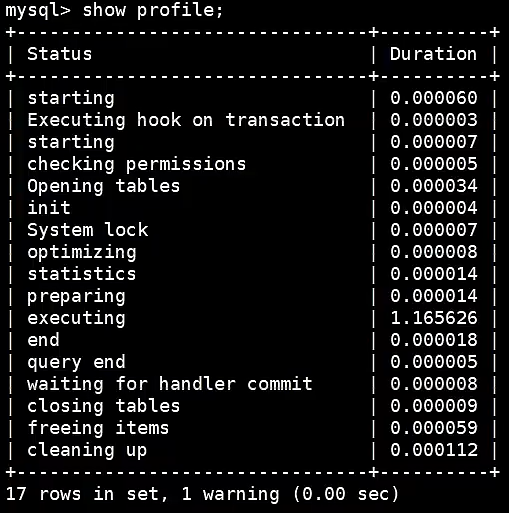 mysql> show profile;
+--------------------------------+----------+
| Status                         | Duration |
+--------------------------------+----------+
| starting                       | 0.000060 |
| Executing hook on transaction  | 0.000003 |
| starting                       | 0.000007 |
| checking permissions           | 0.000005 |
| Opening tables                 | 0.000034 |
| init                           | 0.000004 |
| System lock                    | 0.000007 |
| optimizing                     | 0.000008 |
| statistics                     | 0.000014 |
| preparing                      | 0.000014 |
| executing                      | 1.165626 |
| end                            | 0.000018 |
| query end                      | 0.000005 |
| waiting for handler commit     | 0.000008 |
| closing tables                 | 0.000009 |
| freeing items                  | 0.000059 |
| cleaning up                    | 0.000112 |
+--------------------------------+----------+
17 rows in set, 1 warning (0.00 sec)